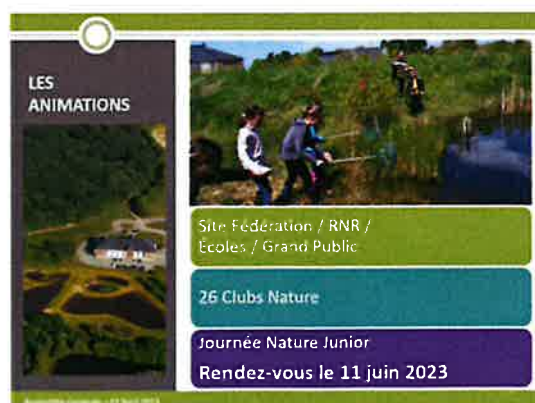 LES
ANIMATIONS
Site Fédération / RNR /
Écoles / Grand Public
26 Clubs Nature
Journée Nature Junior
Rendez-vous le 11 juin 2023